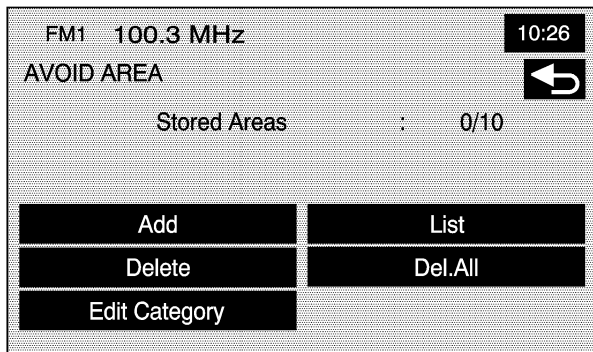 FM1 100.3 MHz 10:26
AVOID AREA
Stored Areas : 0/10
Add List
Delete Del.All
Edit Category